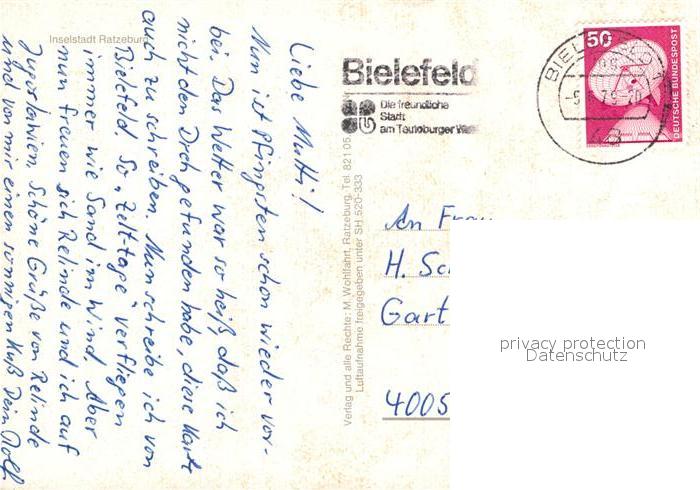 Inselstadt Ratzeburg
Liebe Mutti!
Nun ist Pfingsten schon wieder vor-
bei. Das Wetter war so heiß, daß ich
nicht den Dreh gefunden habe, diese Karte
auch zu schreiben. Nun schreibe ich von
Bielefeld. So „Zelt-tage" verfliegen
immer wie Sand im Wind. Aber
nun freuen sich Relinde und ich auf
Jugoslawien. Schöne Grüße von Relinde
und von mir einen sonnigen Kuß Dein Rolf
Verlag und alle Rechte: M. Wohlfahrt, Ratzeburg, Tel. 821 05
Luftaufnahme freigegeben unter SH 520-333
Bielefeld
Die freundliche
Stadt
am Teutoburger
BIEL
50
DEUTSCHE BUNDESPOST
An Frau
H. Sc
Gart
4005
privacy protection
Datenschutz